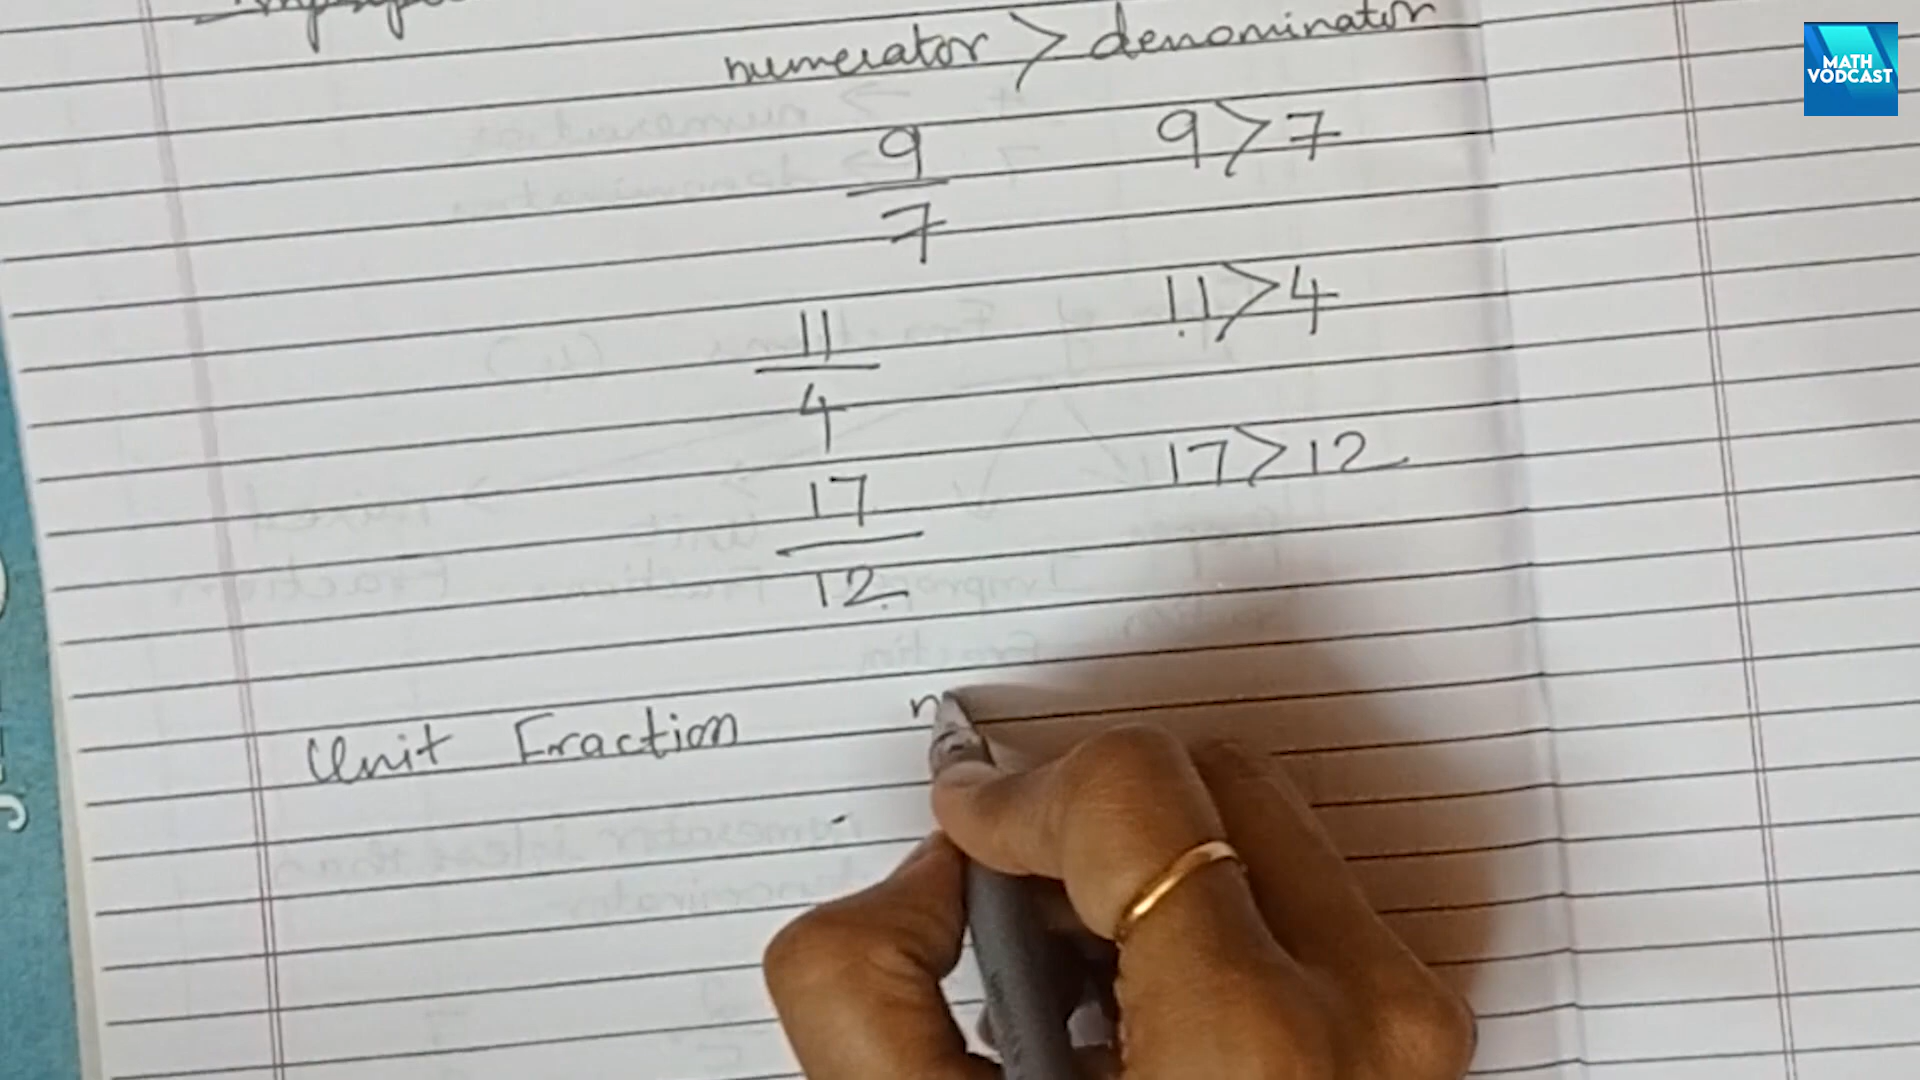 numerator > denominator
9/7 9>7
11/4 11>4
17/12 17>12
Unit Fraction n
MATH
VODCAST